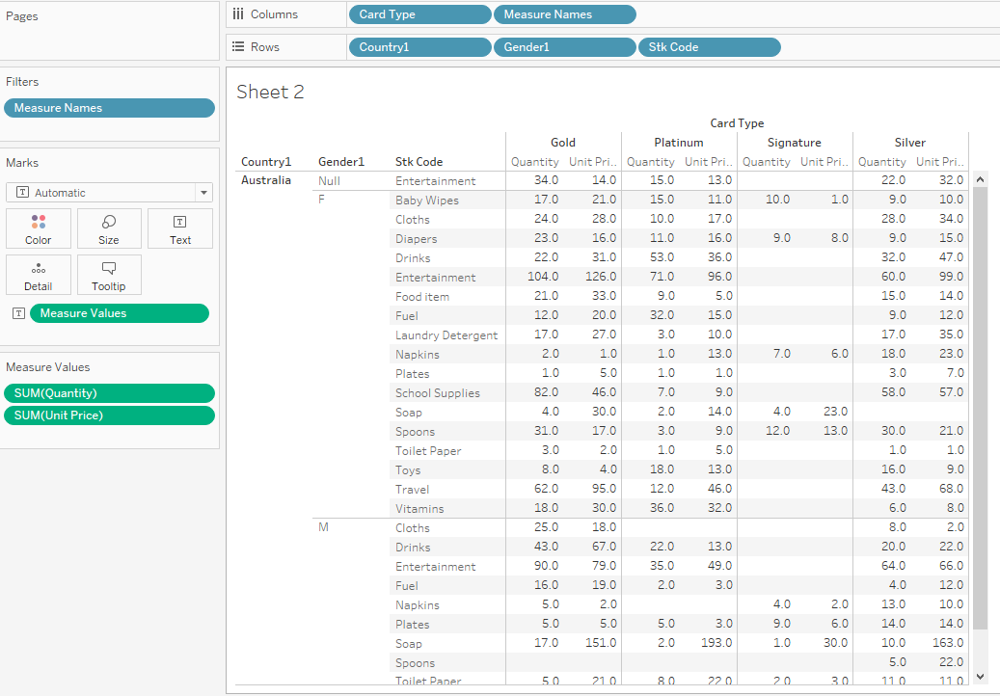 Pages
Columns Card Type Measure Names
Rows Country1 Gender1 Stk Code
Filters
Measure Names
Marks
T Automatic
Color Size Text
Detail Tooltip
T Measure Values
Measure Values
SUM(Quantity)
SUM(Unit Price)
Sheet 2
Card Type
Gold Platinum Signature Silver
Country1 Gender1 Stk Code Quantity Unit Pri.. Quantity Unit Pri.. Quantity Unit Pri.. Quantity Unit Pri..
Australia Null Entertainment 34.0 14.0 15.0 13.0 22.0 32.0
F Baby Wipes 17.0 21.0 15.0 11.0 10.0 1.0 9.0 10.0
Cloths 24.0 28.0 10.0 17.0 28.0 34.0
Diapers 23.0 16.0 11.0 16.0 9.0 8.0 9.0 15.0
Drinks 22.0 31.0 53.0 36.0 32.0 47.0
Entertainment 104.0 126.0 71.0 96.0 60.0 99.0
Food item 21.0 33.0 9.0 5.0 15.0 14.0
Fuel 12.0 20.0 32.0 15.0 9.0 12.0
Laundry Detergent 17.0 27.0 3.0 10.0 17.0 35.0
Napkins 2.0 1.0 1.0 13.0 7.0 6.0 18.0 23.0
Plates 1.0 5.0 1.0 1.0 3.0 7.0
School Supplies 82.0 46.0 7.0 9.0 58.0 57.0
Soap 4.0 30.0 2.0 14.0 4.0 23.0
Spoons 31.0 17.0 3.0 9.0 12.0 13.0 30.0 21.0
Toilet Paper 3.0 2.0 1.0 5.0 1.0 1.0
Toys 8.0 4.0 18.0 13.0 16.0 9.0
Travel 62.0 95.0 12.0 46.0 43.0 68.0
Vitamins 18.0 30.0 36.0 32.0 6.0 8.0
M Cloths 25.0 18.0 8.0 2.0
Drinks 43.0 67.0 22.0 13.0 20.0 22.0
Entertainment 90.0 79.0 35.0 49.0 64.0 66.0
Fuel 16.0 19.0 2.0 3.0 4.0 12.0
Napkins 5.0 2.0 4.0 2.0 13.0 10.0
Plates 5.0 5.0 5.0 3.0 9.0 6.0 14.0 14.0
Soap 17.0 151.0 2.0 193.0 1.0 30.0 10.0 163.0
Spoons 5.0 22.0
Toilet Paper 5.0 21.0 8.0 22.0 2.0 3.0 11.0 11.0